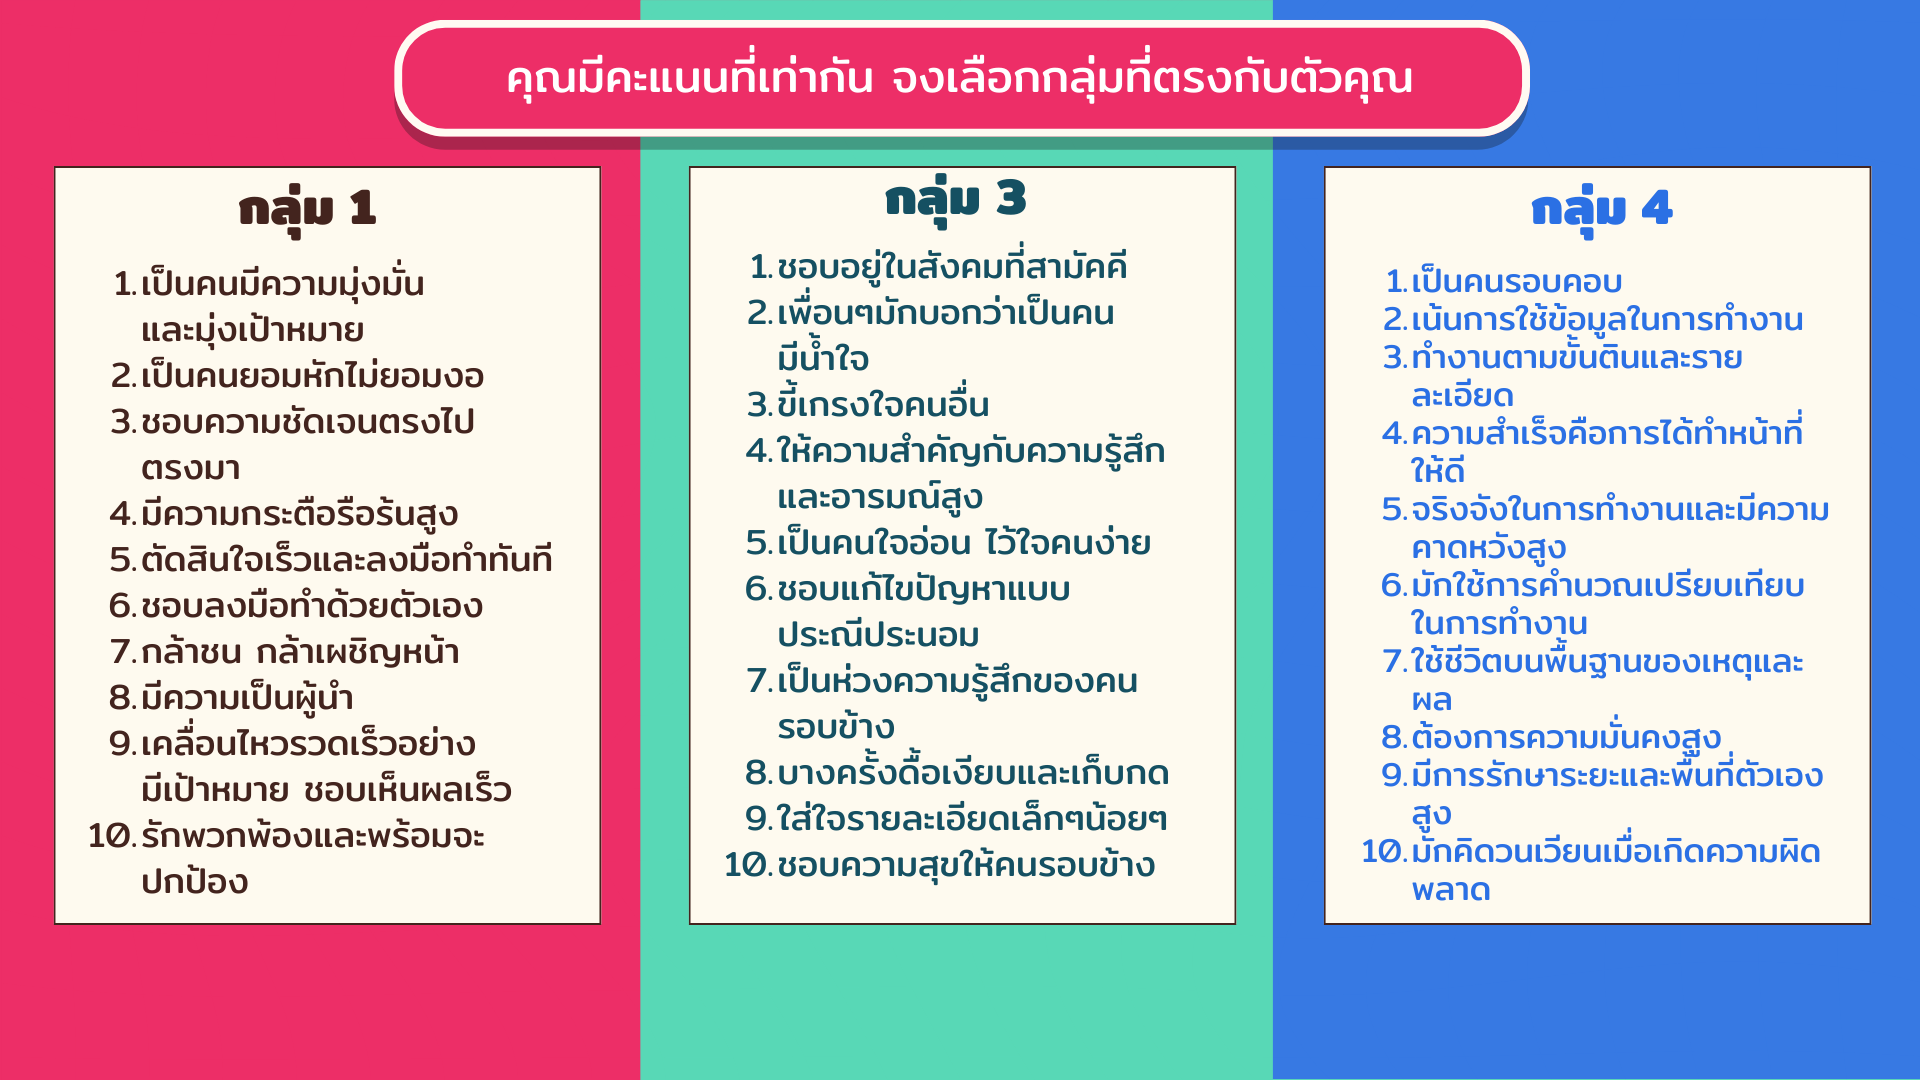 คุณมีคะแนนที่เท่ากัน จงเลือกกลุ่มที่ตรงกับตัวคุณ
กลุ่ม 1
1. เป็นคนมีความมุ่งมั่น
และมุ่งเป้าหมาย
2. เป็นคนยอมหักไม่ยอมงอ
3. ชอบความชัดเจนตรงไป
ตรงมา
4. มีความกระตือรือร้นสูง
5. ตัดสินใจเร็วและลงมือทำทันที
6. ชอบลงมือทำด้วยตัวเอง
7. กล้าชน กล้าเผชิญหน้า
8. มีความเป็นผู้นำ
9. เคลื่อนไหวรวดเร็วอย่าง
มีเป้าหมาย ชอบเห็นผลเร็ว
10. รักพวกพ้องและพร้อมจะ
ปกป้อง
กลุ่ม 3
1. ชอบอยู่ในสังคมที่สามัคคี
2. เพื่อนๆมักบอกว่าเป็นคน
มีน้ำใจ
3. ขี้เกรงใจคนอื่น
4. ให้ความสำคัญกับความรู้สึก
และอารมณ์สูง
5. เป็นคนใจอ่อน ไว้ใจคนง่าย
6. ชอบแก้ไขปัญหาแบบ
ประณีประนอม
7. เป็นห่วงความรู้สึกของคน
รอบข้าง
8. บางครั้งดื้อเงียบและเก็บกด
9. ใส่ใจรายละเอียดเล็กๆน้อยๆ
10. ชอบความสุขให้คนรอบข้าง
กลุ่ม 4
1. เป็นคนรอบคอบ
2. เน้นการใช้ข้อมูลในการทำงาน
3. ทำงานตามขั้นตินและราย
ละเอียด
4. ความสำเร็จคือการได้ทำหน้าที่
ให้ดี
5. จริงจังในการทำงานและมีความ
คาดหวังสูง
6. มักใช้การคำนวณเปรียบเทียบ
ในการทำงาน
7. ใช้ชีวิตบนพื้นฐานของเหตุและ
ผล
8. ต้องการความมั่นคงสูง
9. มีการรักษาระยะและพื้นที่ตัวเอง
สูง
10. มักคิดวนเวียนเมื่อเกิดความผิด
พลาด